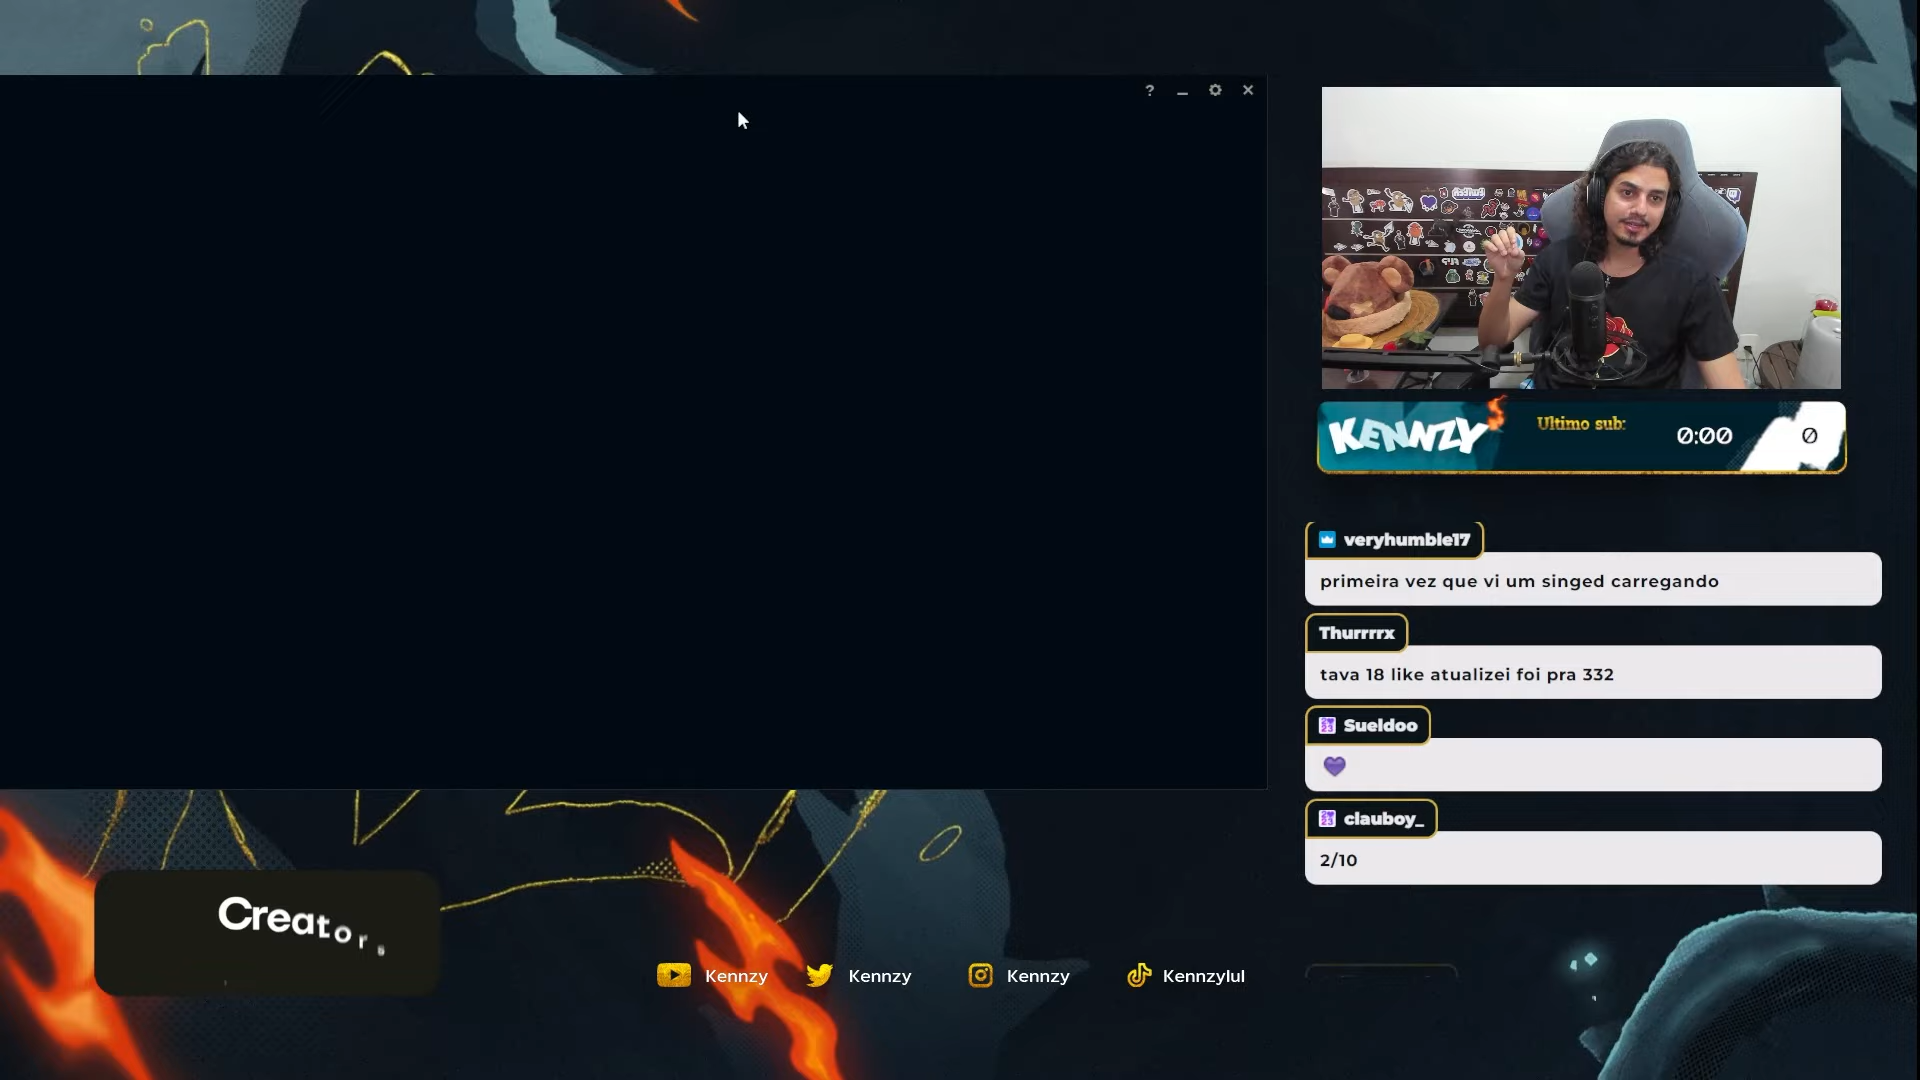 ?
KENNZY
Ultimo sub:
0:00
0
veryhumble17
primeira vez que vi um singed carregando
Thurrrrx
tava 18 like atualizei foi pra 332
Sueldoo
💜
clauboy_
2/10
Creators
Kennzy
Kennzy
Kennzy
Kennzylul